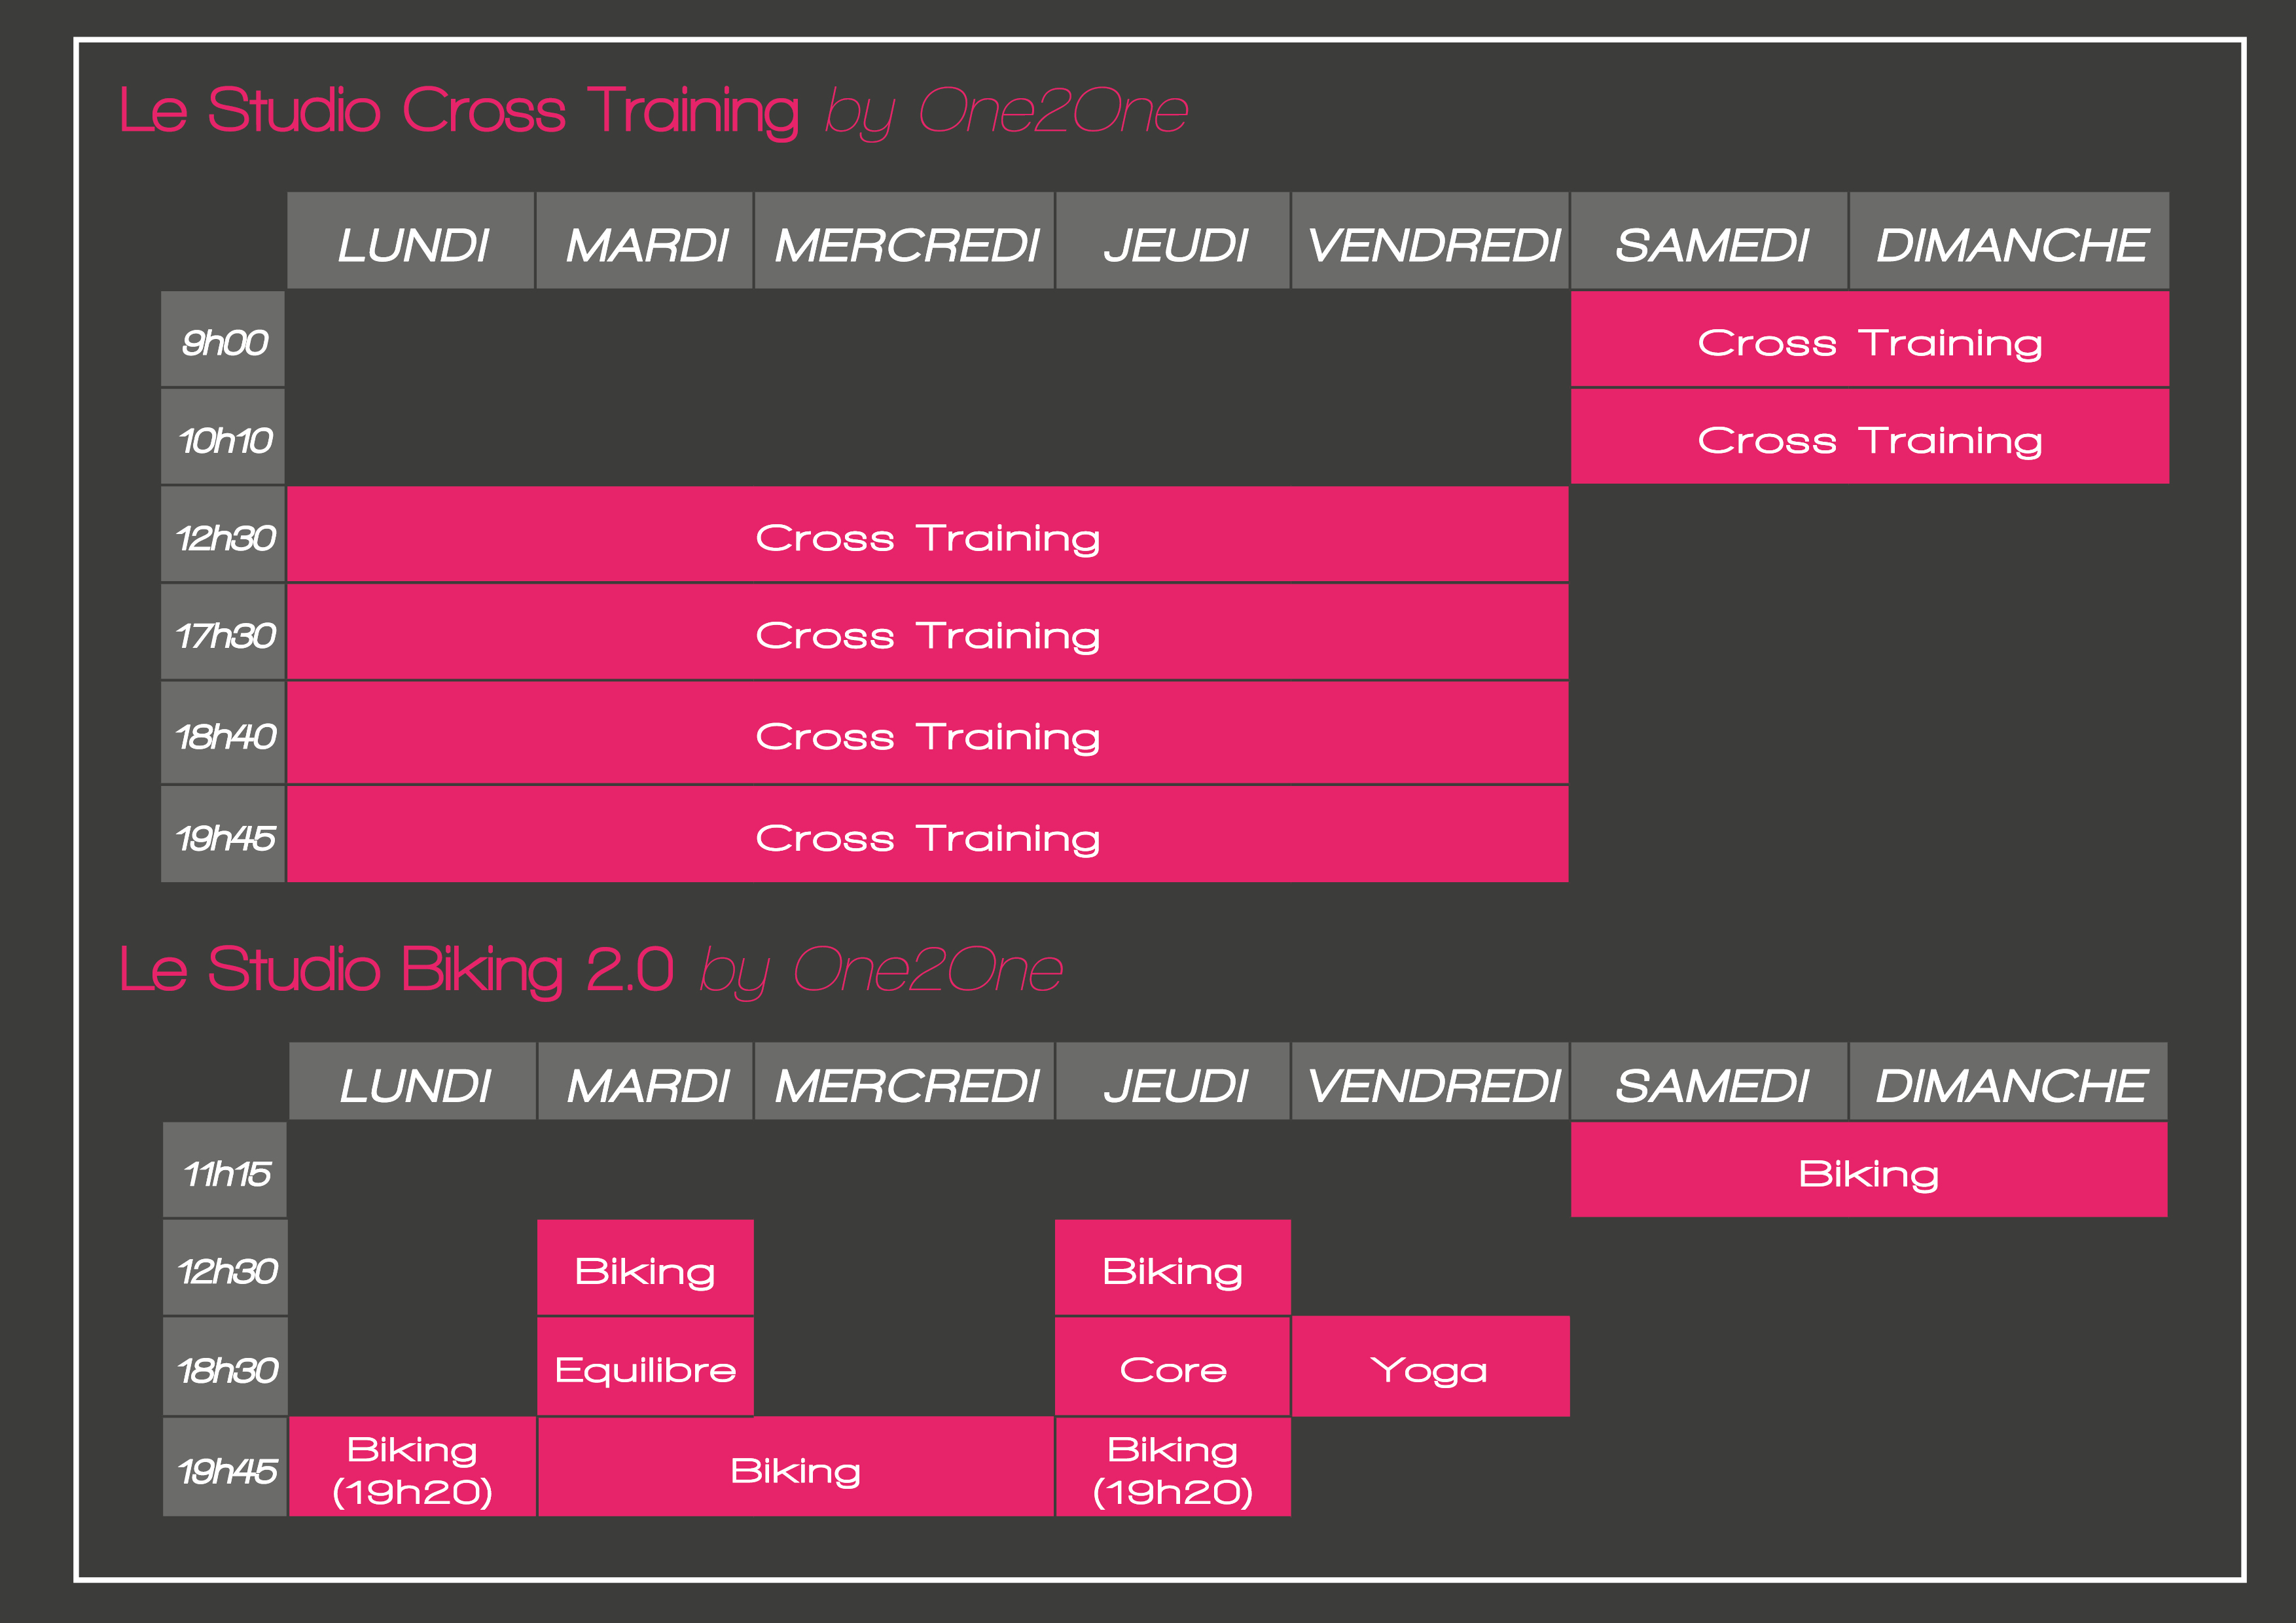 Le Studio Cross Training by One2One
LUNDI MARDI MERCREDI JEUDI VENDREDI SAMEDI DIMANCHE
9h00 Cross Training
10h10 Cross Training
12h30 Cross Training
17h30 Cross Training
18h40 Cross Training
19h45 Cross Training
Le Studio Biking 2.0 by One2One
LUNDI MARDI MERCREDI JEUDI VENDREDI SAMEDI DIMANCHE
11h15 Biking
12h30 Biking Biking
18h30 Equilibre Core Yoga
19h45 Biking (19h20) Biking Biking (19h20)